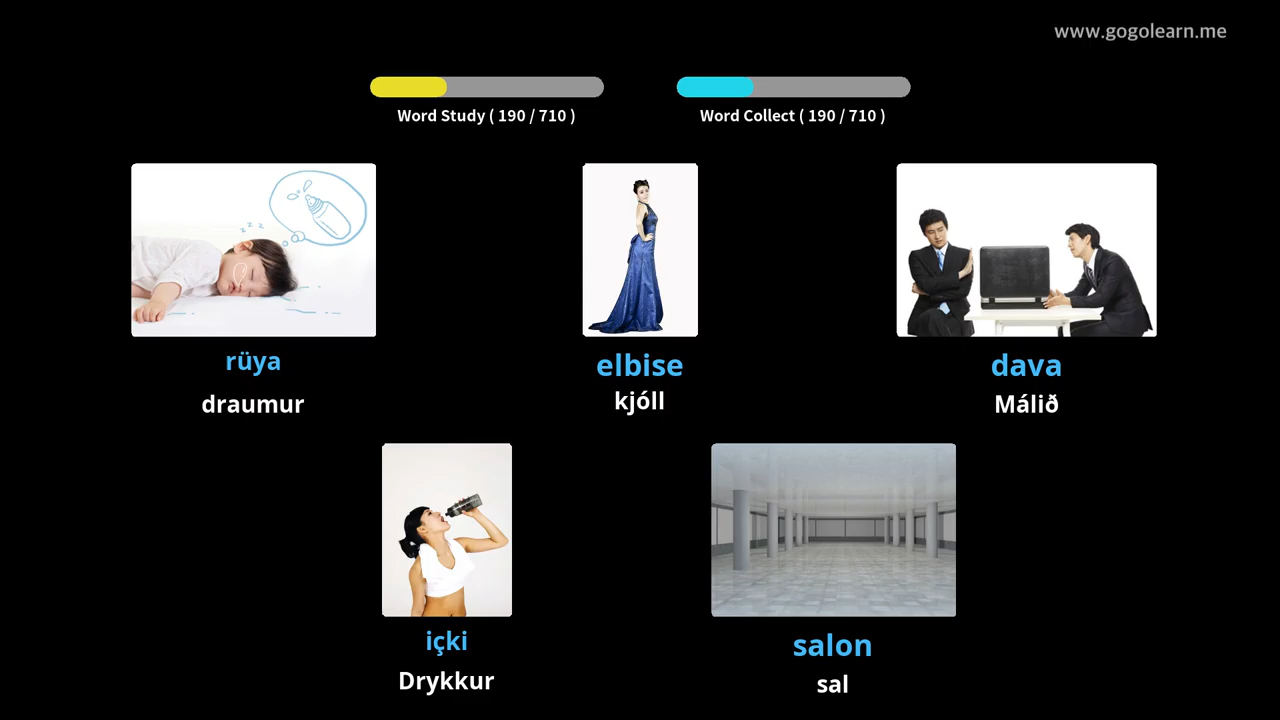 www.gogolearn.me
Word Study ( 190 / 710 )
Word Collect ( 190 / 710 )
z z z
rüya
draumur
elbise
kjóll
dava
Málið
içki
Drykkur
salon
sal